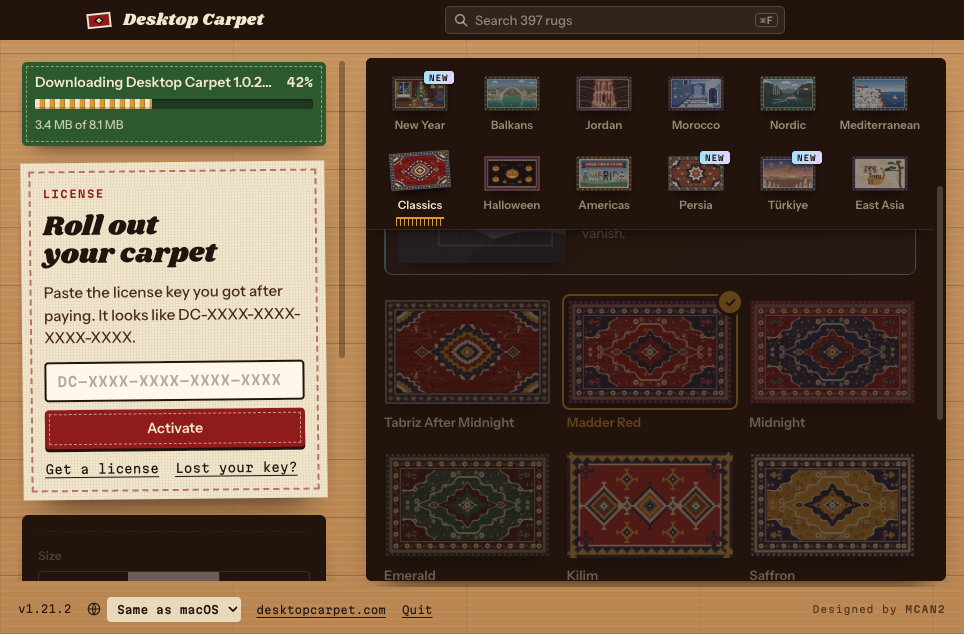 Desktop Carpet
Search 397 rugs
⌘F
Downloading Desktop Carpet 1.0.2... 42%
3.4 MB of 8.1 MB
LICENSE
Roll out
your carpet
Paste the license key you got after
paying. It looks like DC-XXXX-XXXX-
XXXX-XXXX.
DC-XXXX-XXXX-XXXX-XXXX
Activate
Get a license Lost your key?
Size
NEW
New Year Balkans Jordan Morocco Nordic Mediterranean
NEW NEW
Classics Halloween Americas Persia Türkiye East Asia
vanish.
Tabriz After Midnight Madder Red Midnight
Emerald Kilim Saffron
v1.21.2 Same as macOS desktopcarpet.com Quit
Designed by MCAN2